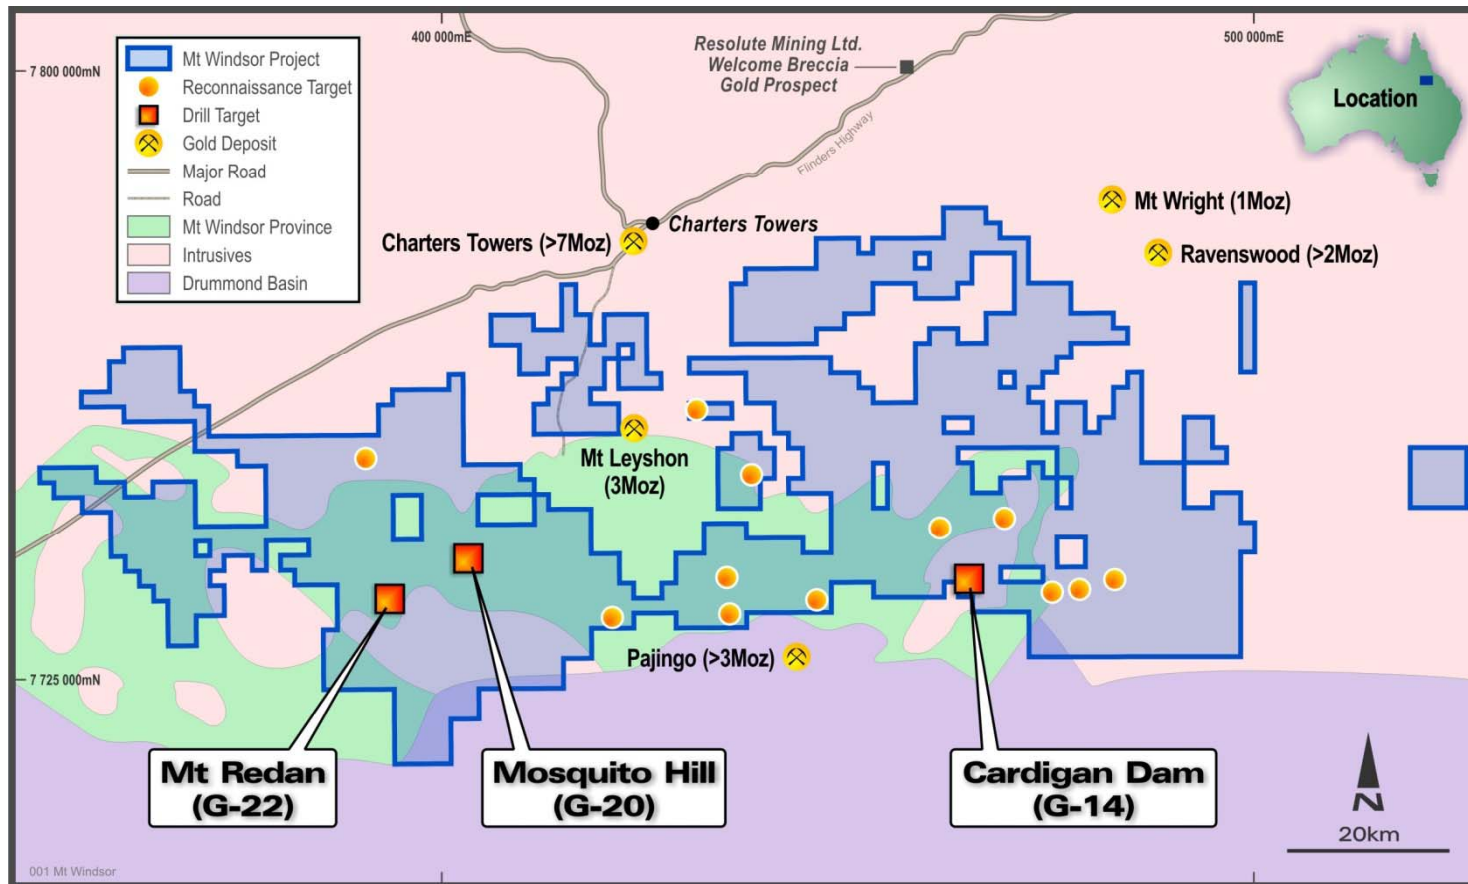 400 000mE
500 000mE
7 800 000mN
Mt Windsor Project
Reconnaissance Target
Drill Target
Gold Deposit
Major Road
Road
Mt Windsor Province
Intrusives
Drummond Basin
Resolute Mining Ltd.
Welcome Breccia
Gold Prospect
Flinders Highway
Location
Mt Wright (1Moz)
Charters Towers
Charters Towers (>7Moz)
Ravenswood (>2Moz)
Mt Leyshon
(3Moz)
Pajingo (>3Moz)
7 725 000mN
Mt Redan
(G-22)
Mosquito Hill
(G-20)
Cardigan Dam
(G-14)
N
20km
001 Mt Windsor